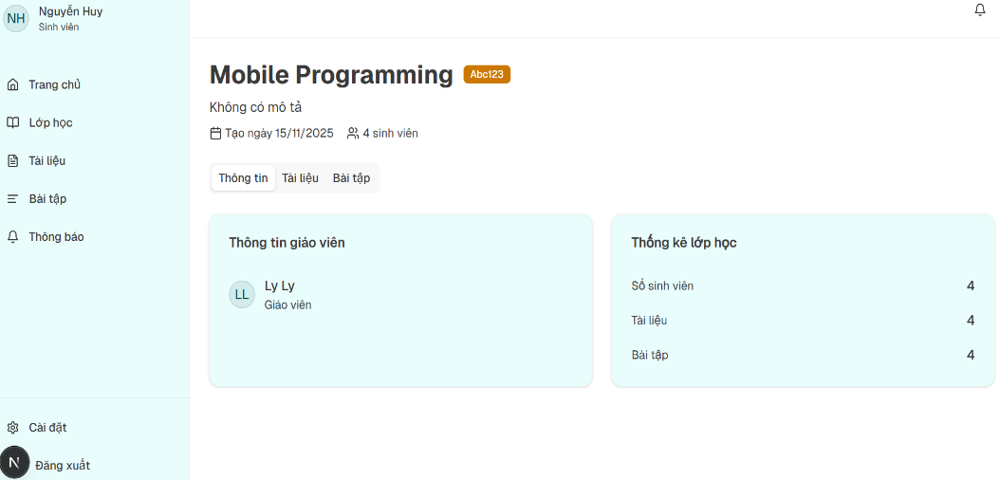 NH
Nguyễn Huy
Sinh viên
Trang chủ
Lớp học
Tài liệu
Bài tập
Thông báo
Cài đặt
N
Đăng xuất
Mobile Programming Abc123
Không có mô tả
Tạo ngày 15/11/2025 4 sinh viên
Thông tin Tài liệu Bài tập
Thông tin giáo viên
LL
Ly Ly
Giáo viên
Thống kê lớp học
Số sinh viên 4
Tài liệu 4
Bài tập 4